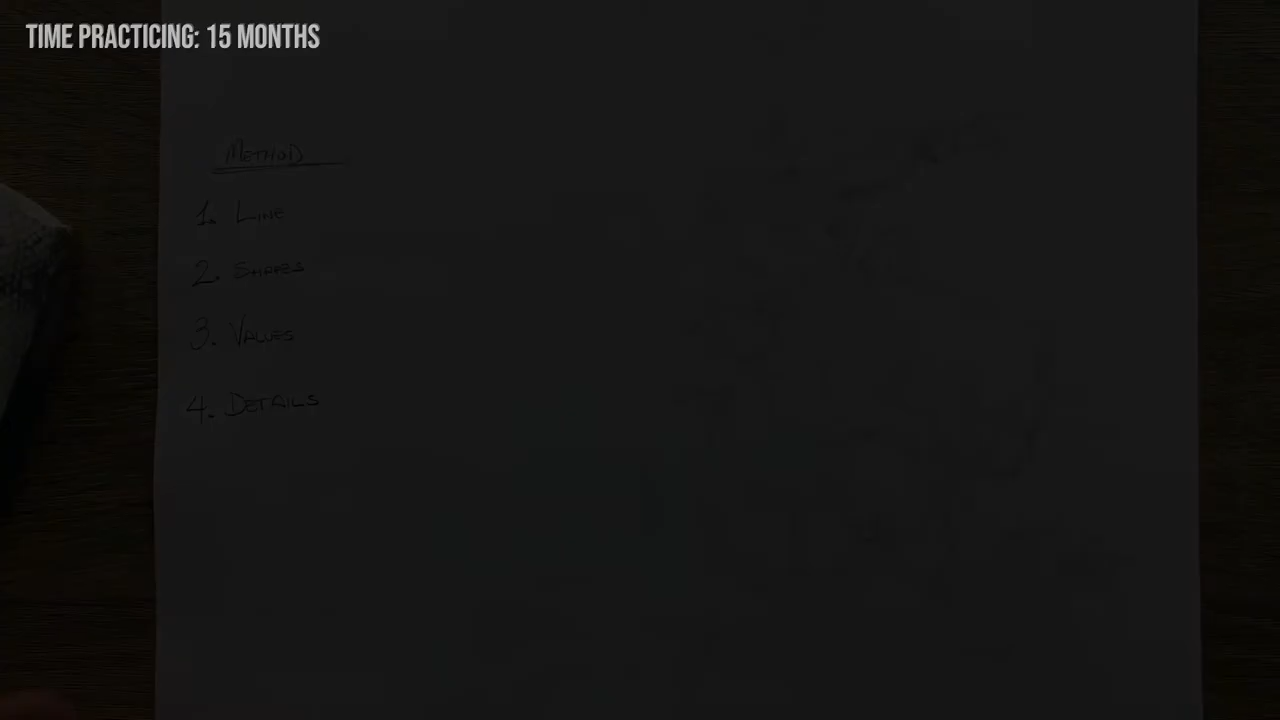 TIME PRACTICING: 15 MONTHS
METHOD
1. LINE
2. SHAPES
3. VALUES
4. DETAILS